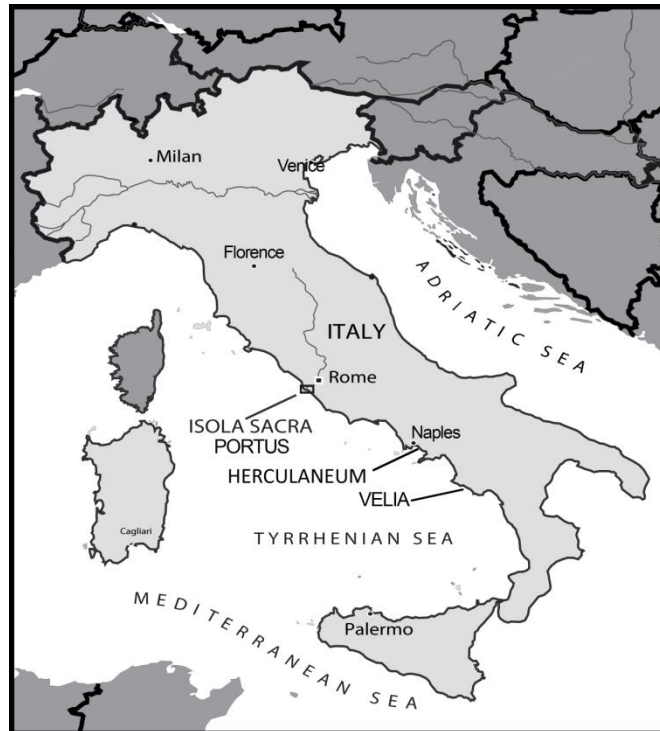 Milan
Venice
Florence
ADRIATIC SEA
ITALY
Rome
ISOLA SACRA
PORTUS
Naples
HERCULANEUM
VELIA
Cagliari
TYRRHENIAN SEA
MEDITERRANEAN SEA
Palermo